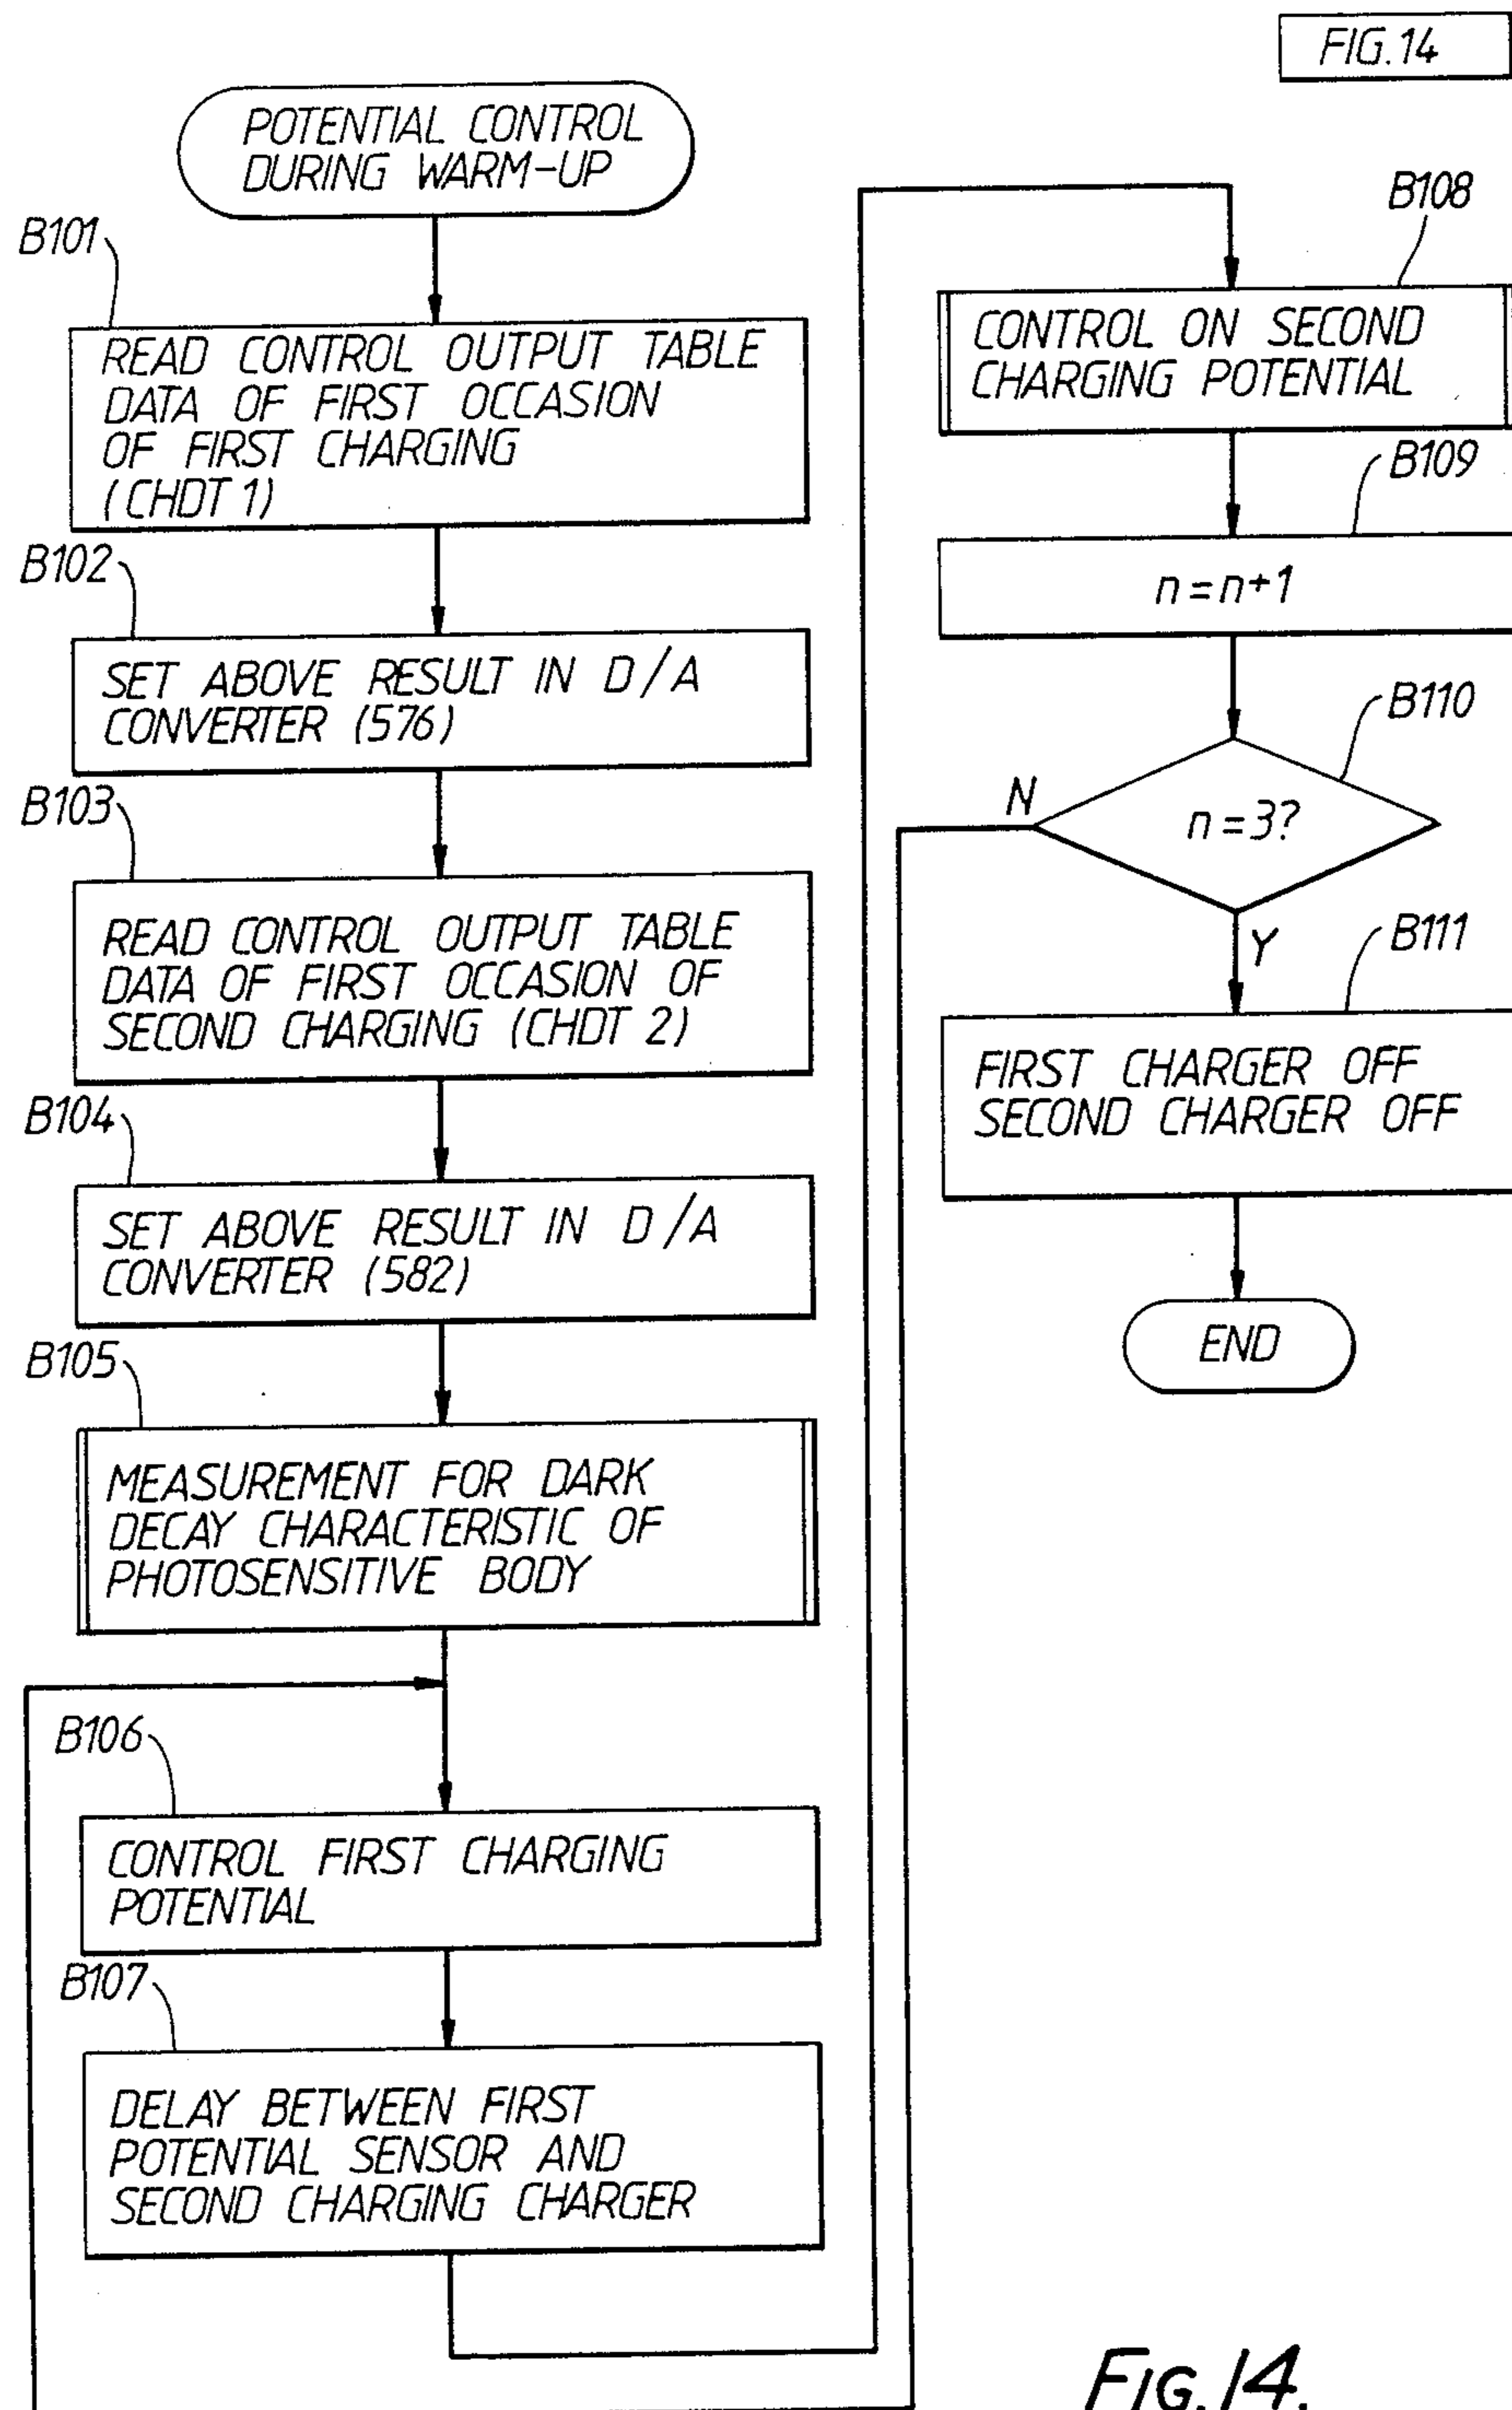 FIG.14
POTENTIAL CONTROL
DURING WARM-UP
B101
READ CONTROL OUTPUT TABLE
DATA OF FIRST OCCASION
OF FIRST CHARGING
(CHDT 1)
B102
SET ABOVE RESULT IN D/A
CONVERTER (576)
B103
READ CONTROL OUTPUT TABLE
DATA OF FIRST OCCASION OF
SECOND CHARGING (CHDT 2)
B104
SET ABOVE RESULT IN D/A
CONVERTER (582)
B105
MEASUREMENT FOR DARK
DECAY CHARACTERISTIC OF
PHOTOSENSITIVE BODY
B106
CONTROL FIRST CHARGING
POTENTIAL
B107
DELAY BETWEEN FIRST
POTENTIAL SENSOR AND
SECOND CHARGING CHARGER
B108
CONTROL ON SECOND
CHARGING POTENTIAL
B109
n=n+1
B110
N
n=3?
Y
B111
FIRST CHARGER OFF
SECOND CHARGER OFF
END
FIG.14.